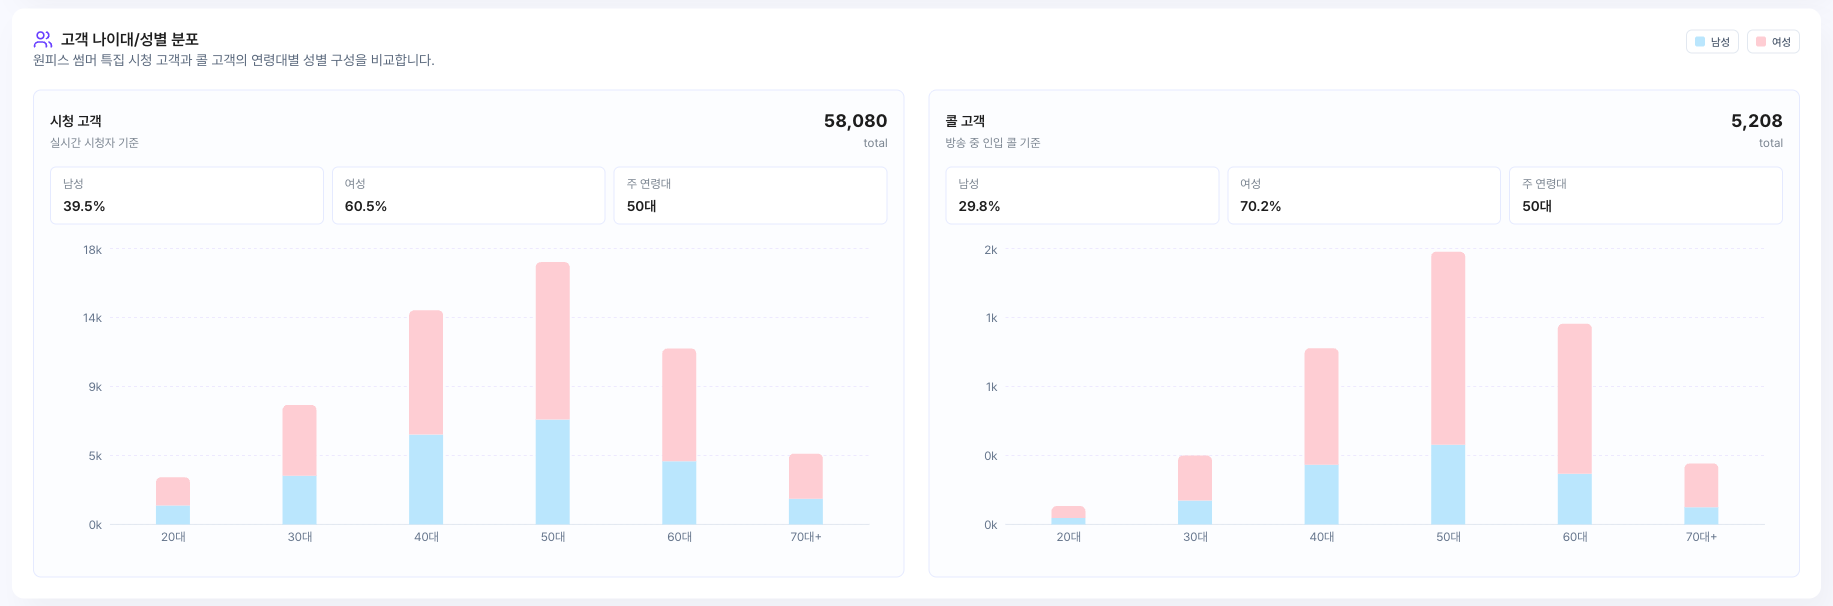 고객 나이대/성별 분포
원피스 썸머 특집 시청 고객과 콜 고객의 연령대별 성별 구성을 비교합니다.
남성
여성
시청 고객
58,080
실시간 시청자 기준
total
남성
39.5%
여성
60.5%
주 연령대
50대
18k
14k
9k
5k
0k
20대
30대
40대
50대
60대
70대+
콜 고객
5,208
방송 중 인입 콜 기준
total
남성
29.8%
여성
70.2%
주 연령대
50대
2k
1k
1k
0k
0k
20대
30대
40대
50대
60대
70대+